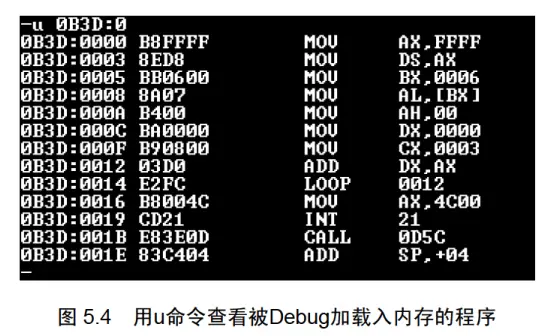 -u 0B3D:0
0B3D:0000 B8FFFF MOV AX,FFFF
0B3D:0003 8ED8 MOV DS,AX
0B3D:0005 BB0600 MOV BX,0006
0B3D:0008 8A07 MOV AL,[BX]
0B3D:000A B400 MOV AH,00
0B3D:000C BA0000 MOV DX,0000
0B3D:000F B90800 MOV CX,0003
0B3D:0012 03D0 ADD DX,AX
0B3D:0014 E2FC LOOP 0012
0B3D:0016 B8004C MOV AX,4C00
0B3D:0019 CD21 INT 21
0B3D:001B E83E0D CALL 0D5C
0B3D:001E 83C404 ADD SP,+04
-
图 5.4 用u命令查看被Debug加载入内存的程序